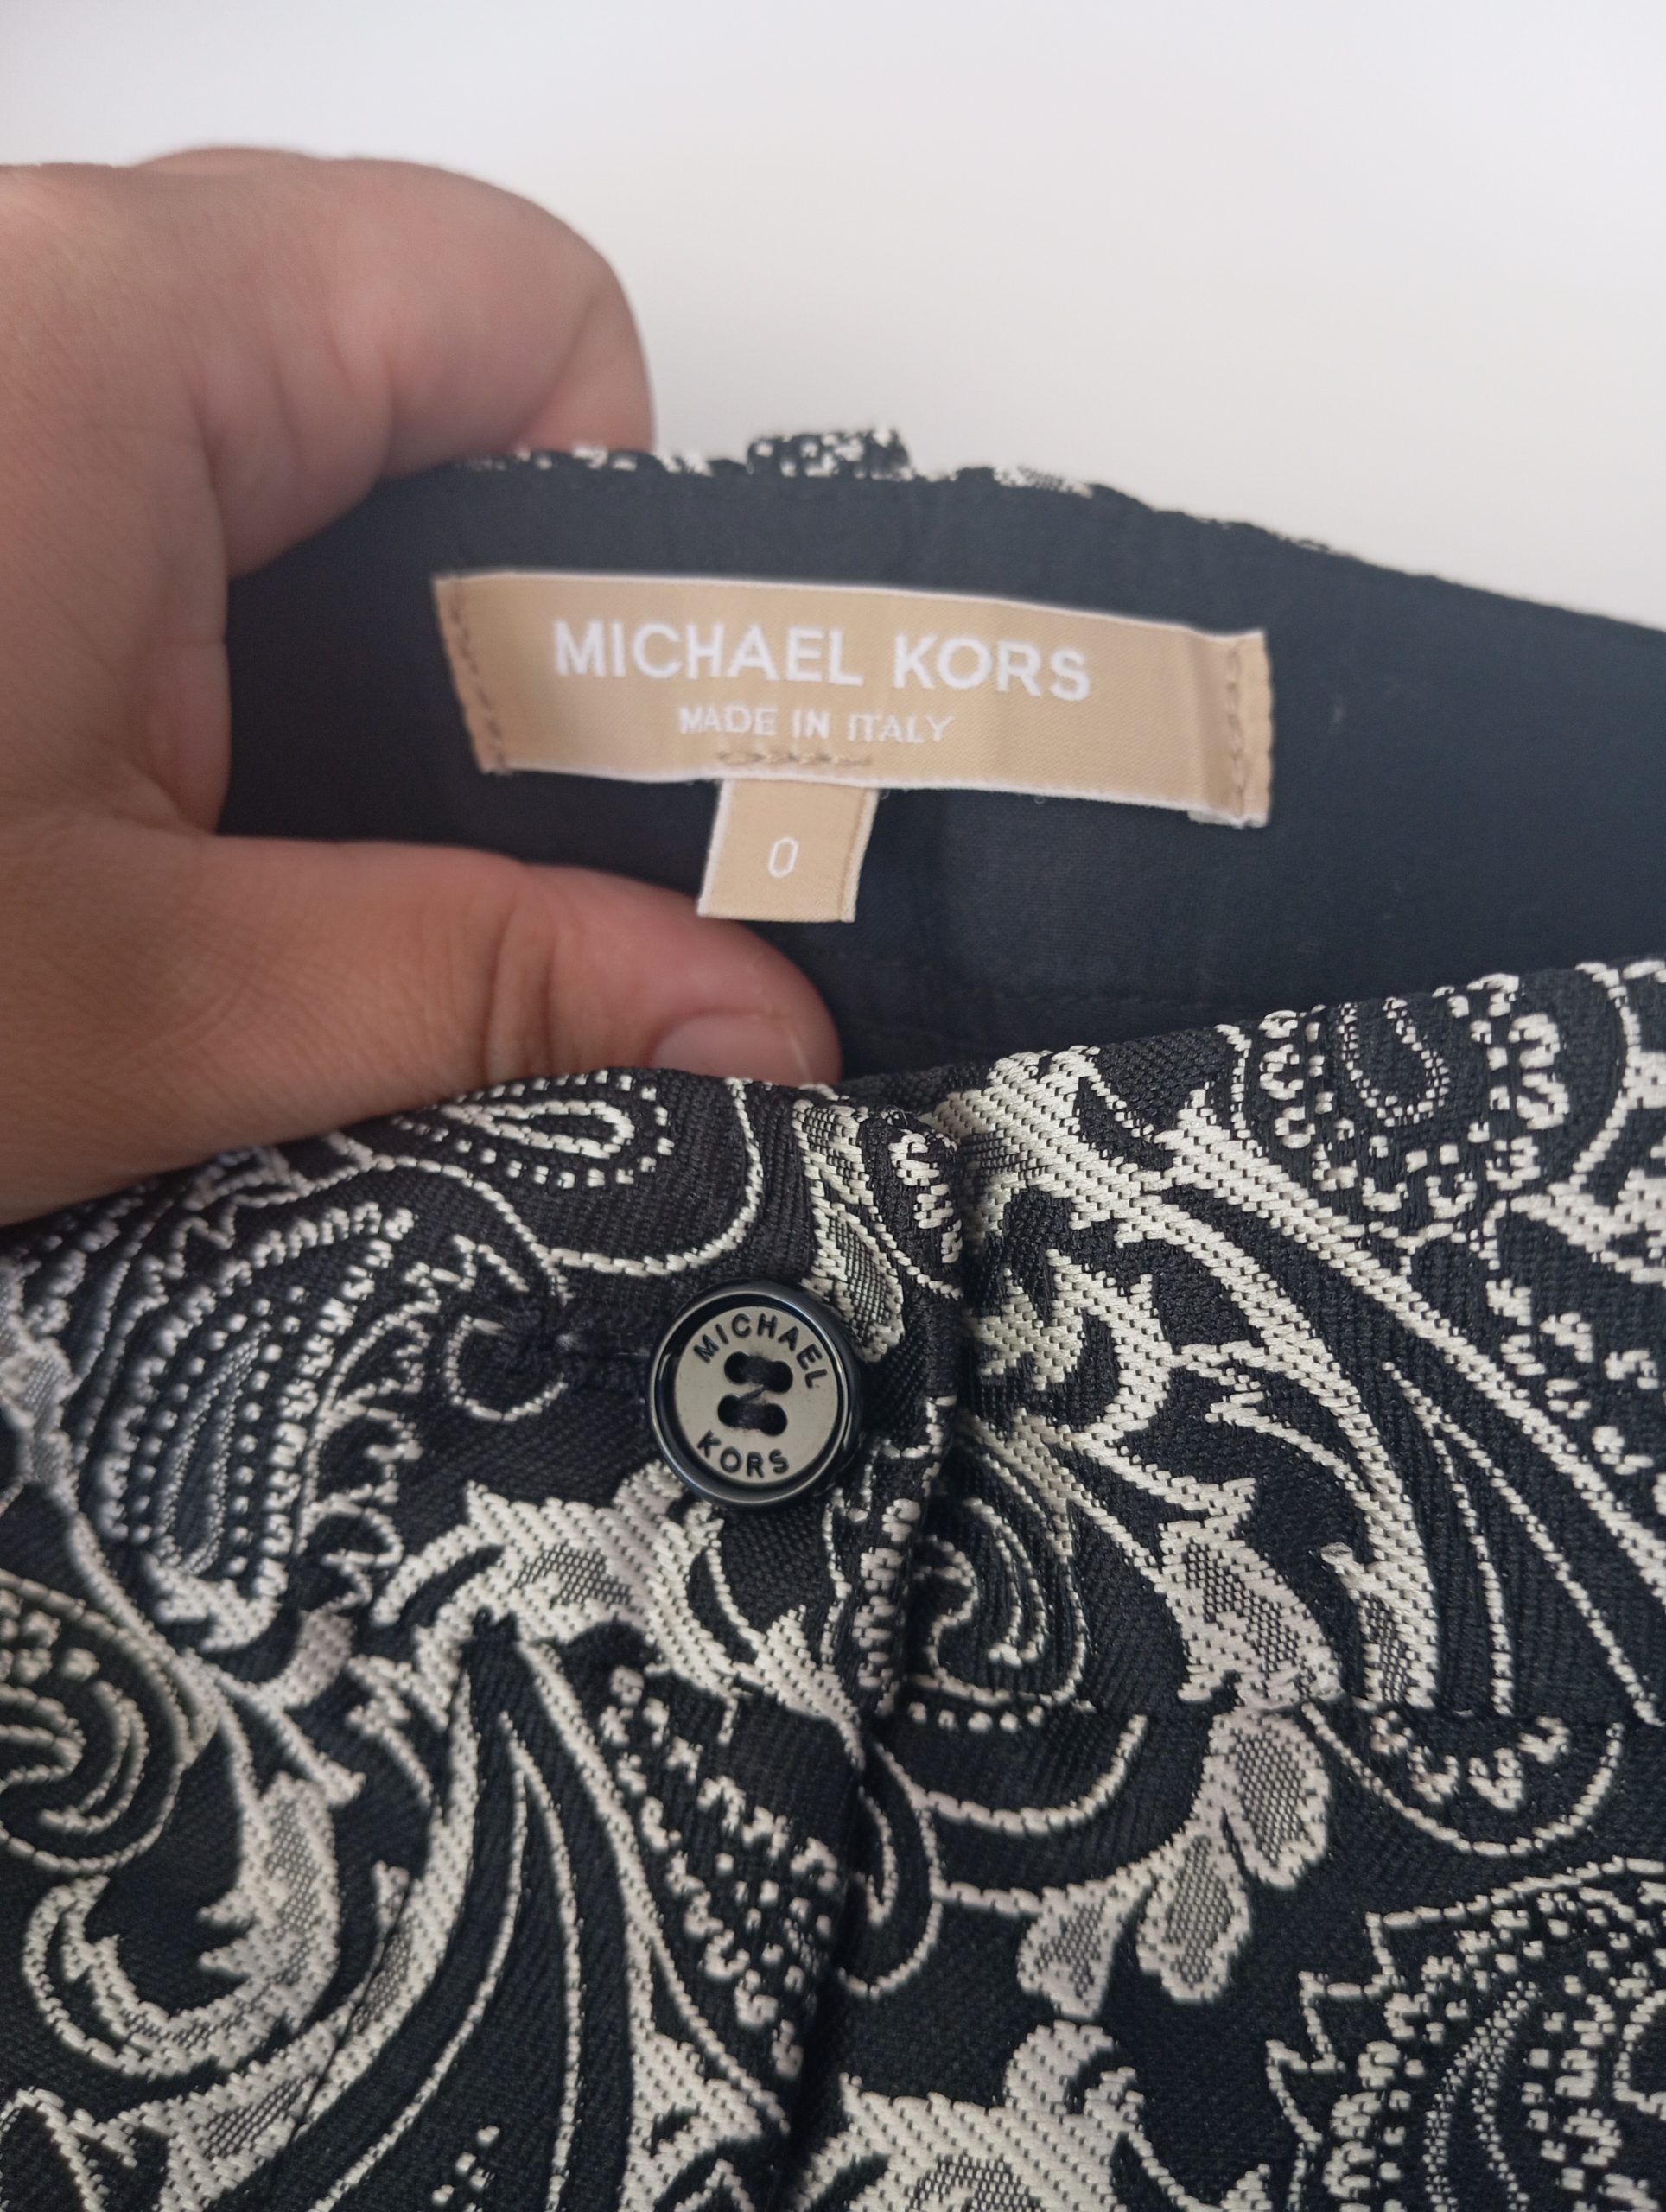 MICHAEL KORS
MADE IN ITALY
0
MICHAEL
KORS